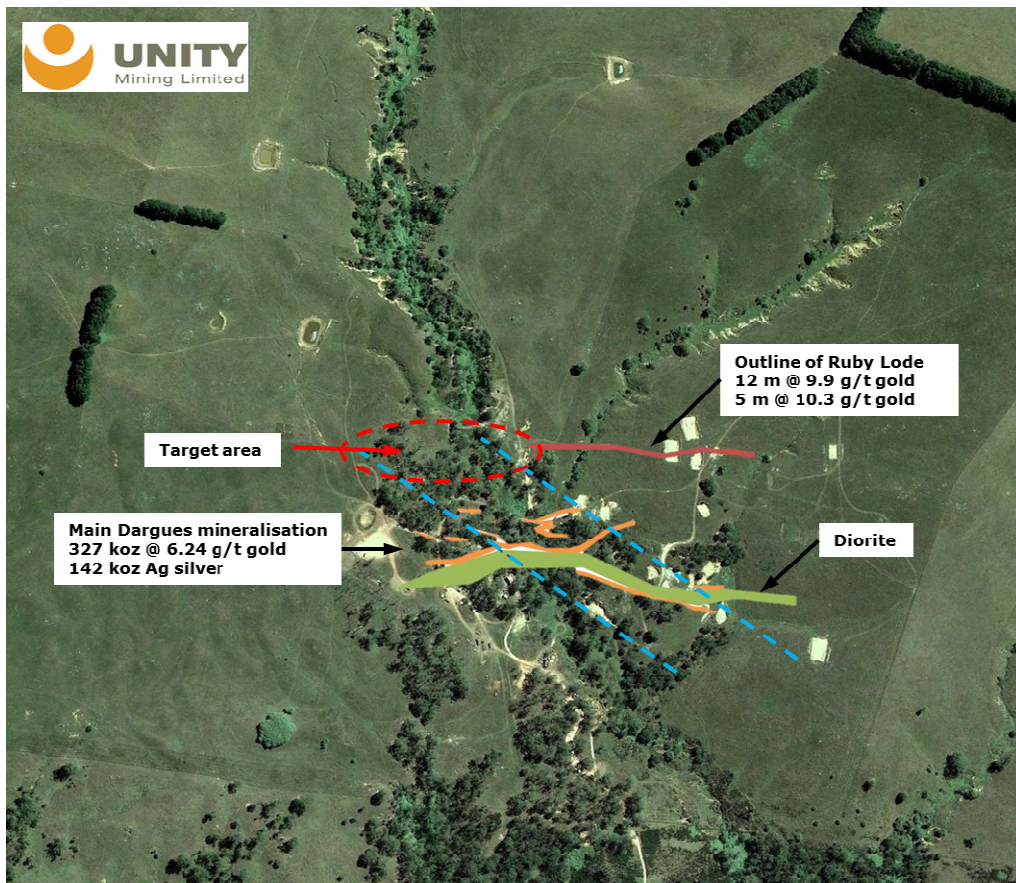 UNITY
Mining Limited
Outline of Ruby Lode
12 m @ 9.9 g/t gold
5 m @ 10.3 g/t gold
Target area
Main Dargues mineralisation
327 koz @ 6.24 g/t gold
142 koz Ag silver
Diorite